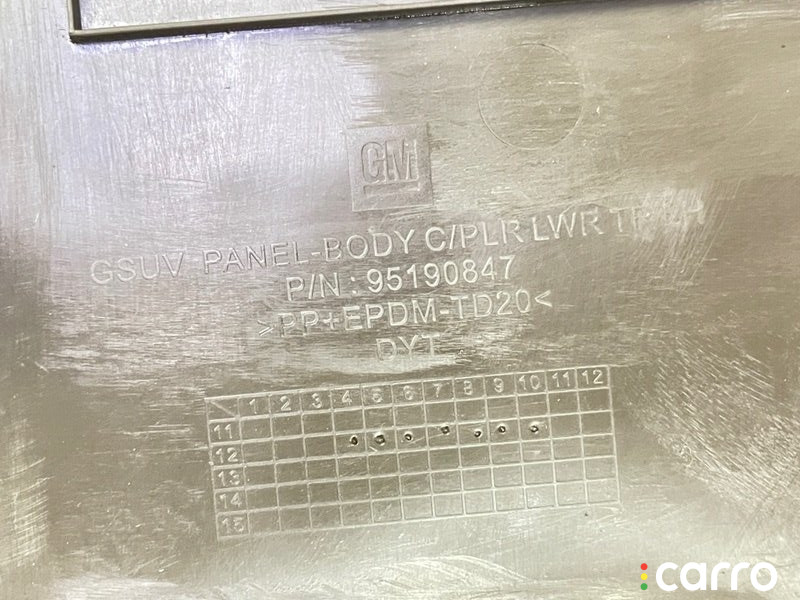 GM
GSUV PANEL-BODY C/PLR LWR
P/N : 95190847
>PP+EPDM-TD20<
DYT
1 2 3 4 5 6 7 8 9 10 11 12
11
12
13
14
15
carro